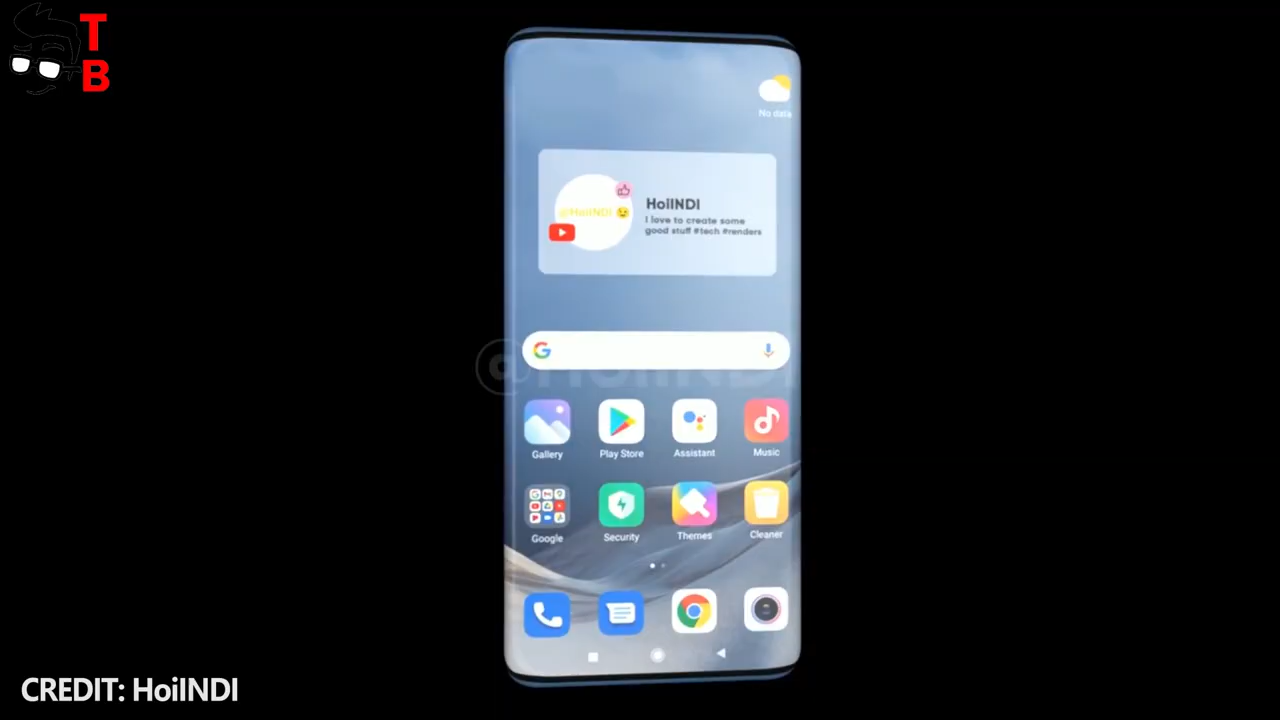 T
B
No data
@HoiINDI
HoiINDI
I love to create some
good stuff #tech #renders
@HoiINDI
Gallery
Play Store
Assistant
Music
Google
Security
Themes
Cleaner
CREDIT: HoiINDI